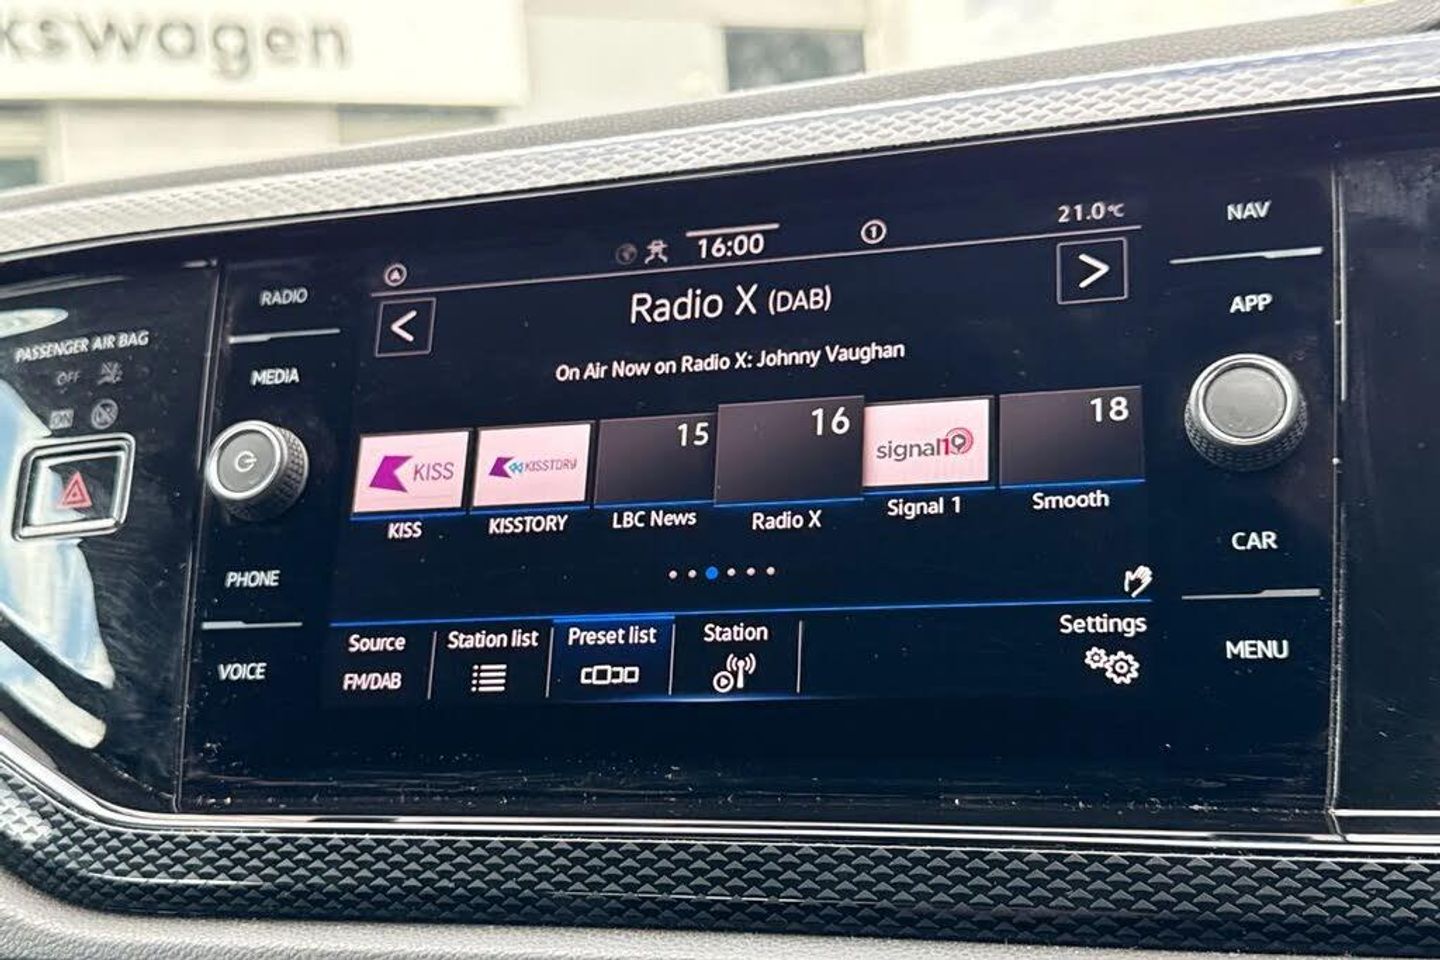 kswagen
21.0°C
16:00
1
NAV
RADIO
Radio X (DAB)
APP
PASSENGER AIR BAG
OFF
MEDIA
On Air Now on Radio X: Johnny Vaughan
ON
KISS
KISSTORY
15
16
signal1
18
KISS
KISSTORY
LBC News
Radio X
Signal 1
Smooth
CAR
PHONE
Source
Station list
Preset list
Station
Settings
FM/DAB
VOICE
MENU